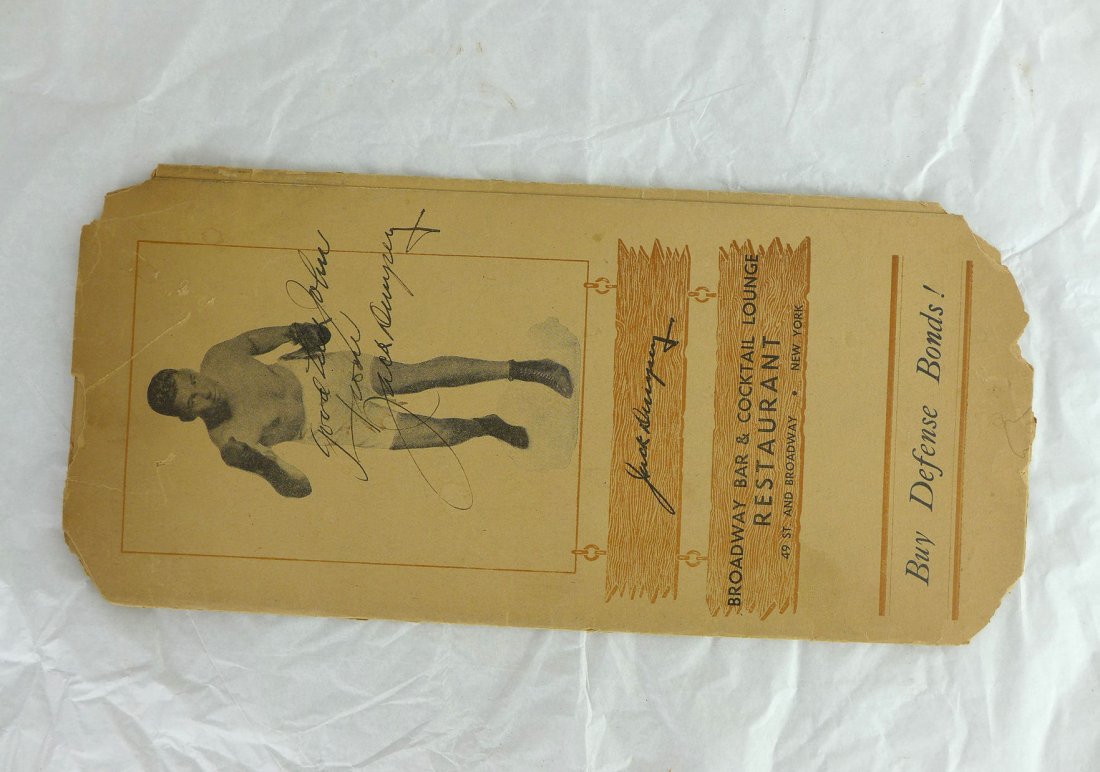 Good luck John
from
Jack Dempsey
Jack Dempsey
BROADWAY BAR & COCKTAIL LOUNGE
RESTAURANT
49 ST. AND BROADWAY • NEW YORK
Buy Defense Bonds!